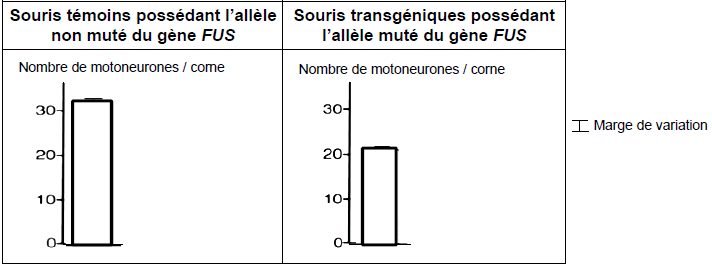 Souris témoins possédant l'allèle
non muté du gène FUS
Souris transgéniques possédant
l'allèle muté du gène FUS
Nombre de motoneurones / corne
30
20
10
0
Nombre de motoneurones / corne
30
20
10
0
Marge de variation